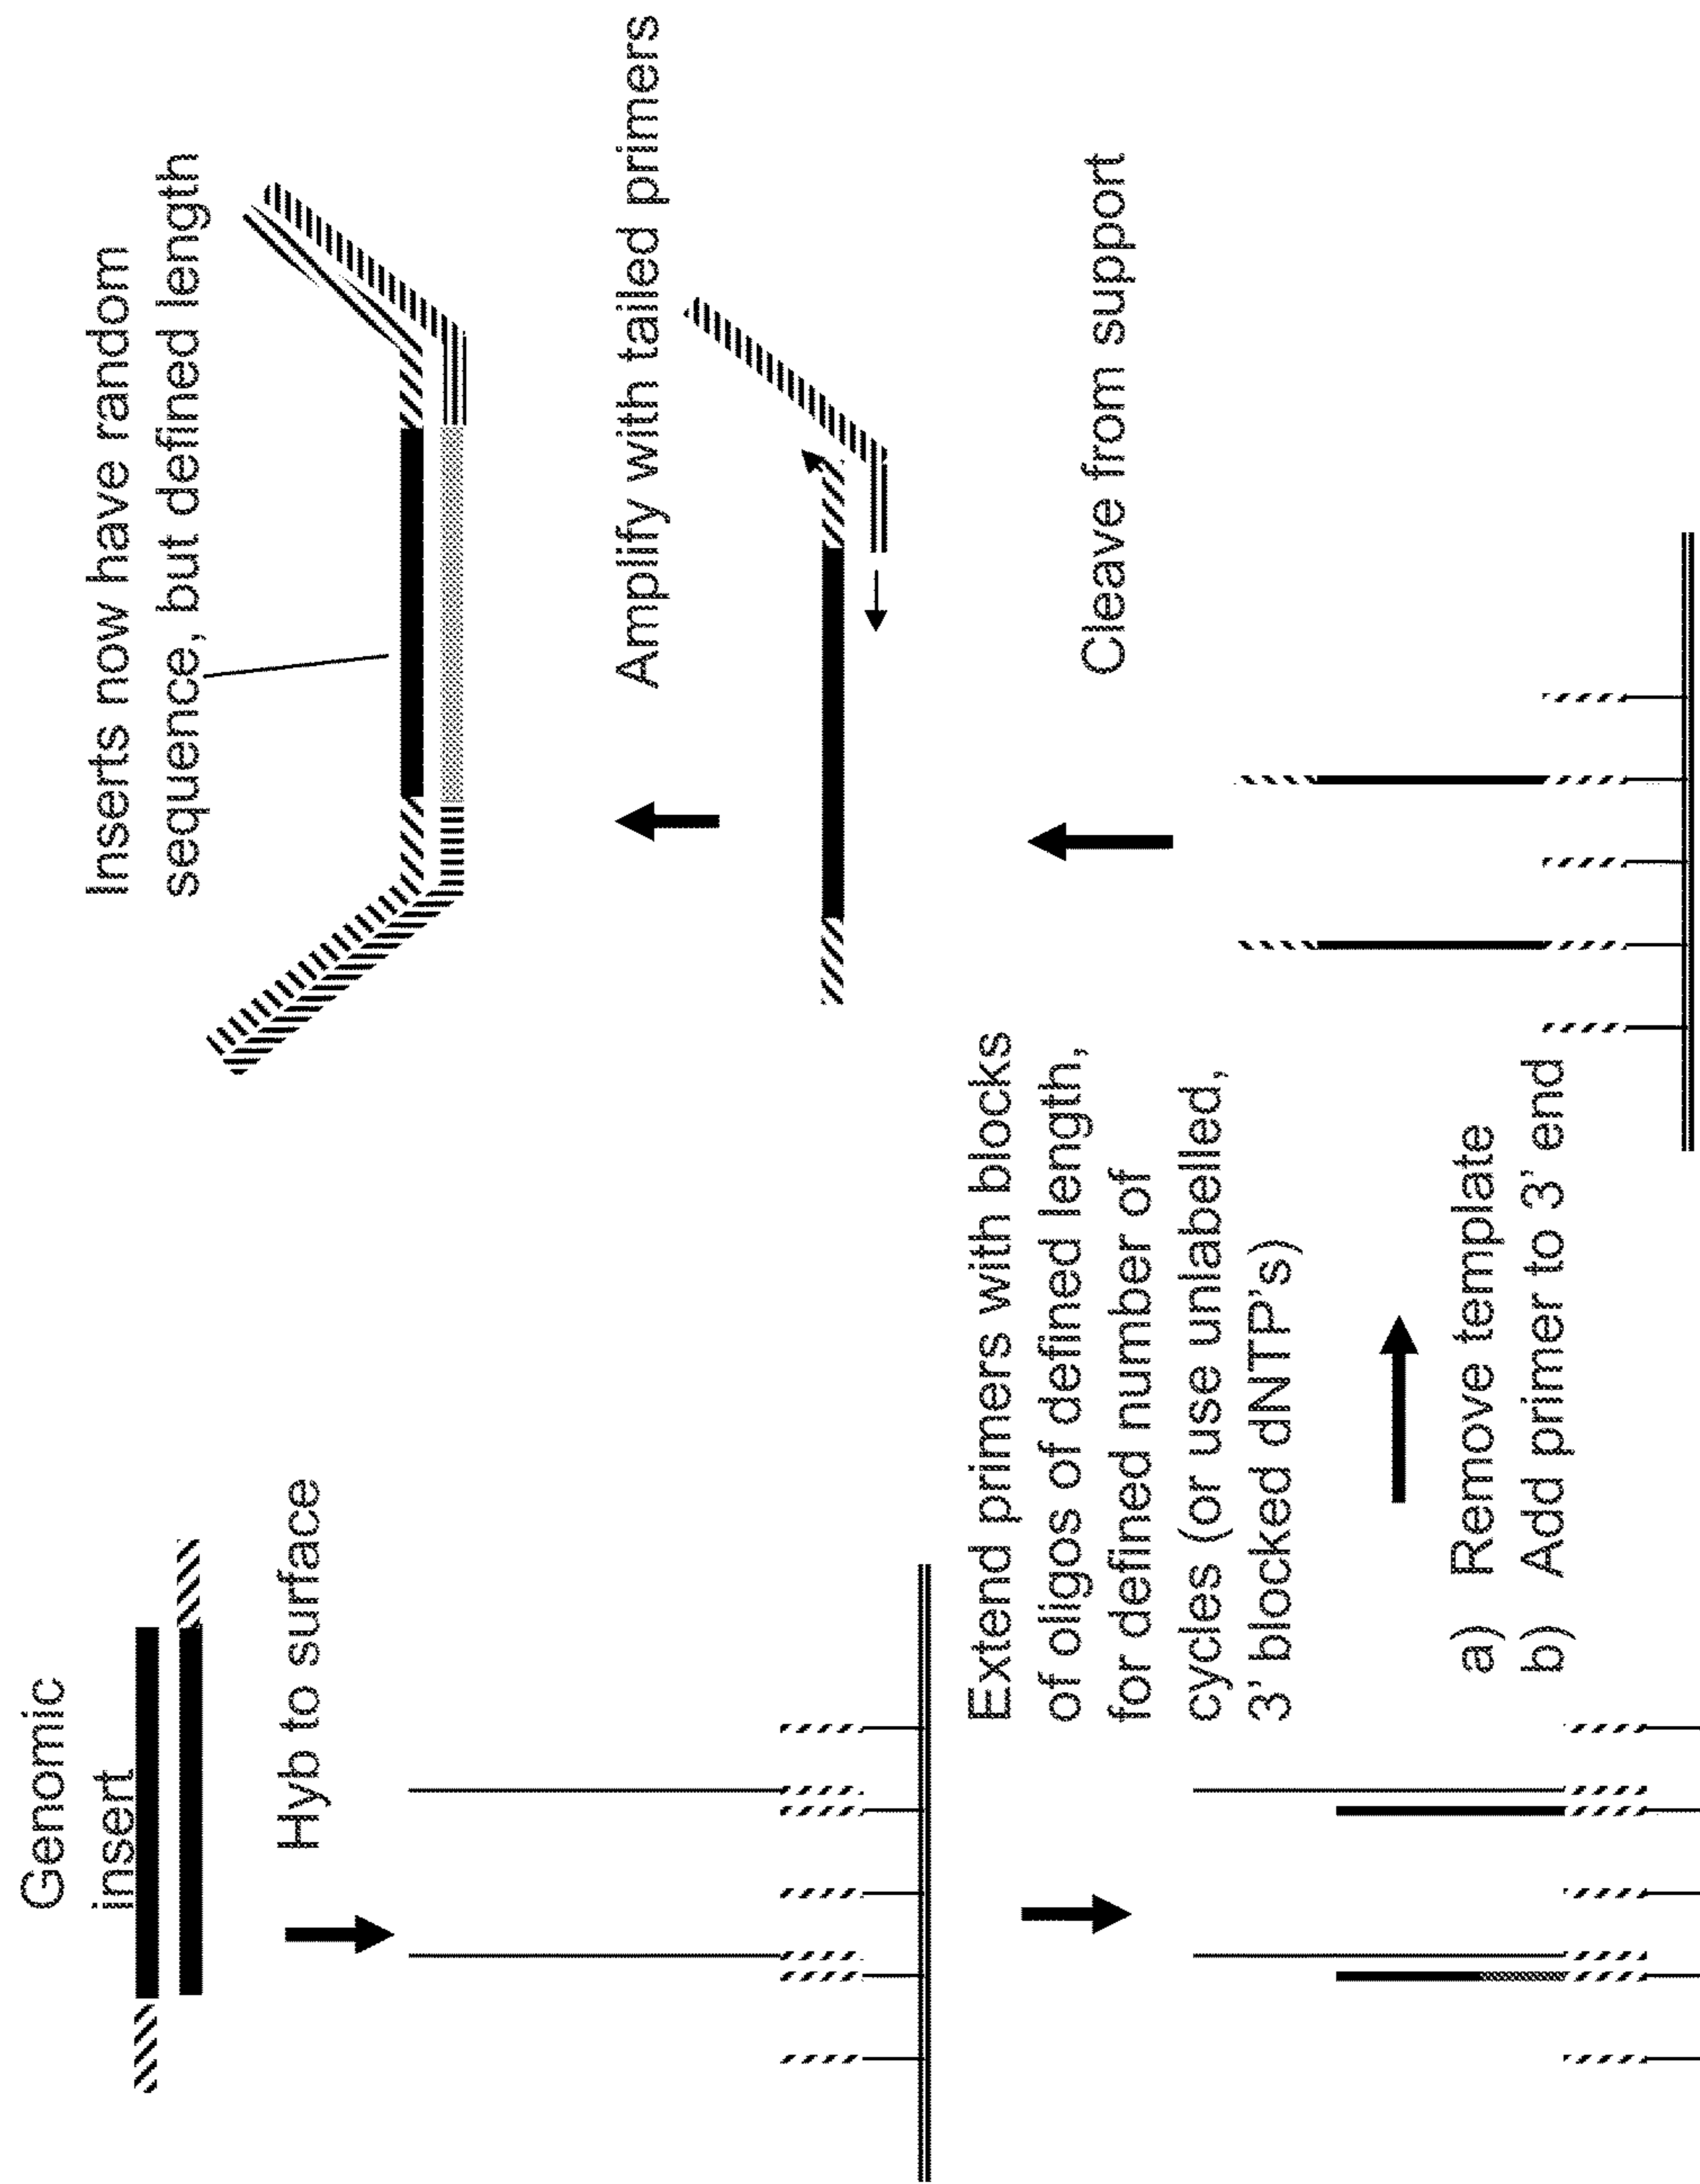 Genomic
insert
Hyb to surface
Extend primers with blocks
of oligos of defined length,
for defined number of
cycles (or use unlabelled,
3' blocked dNTP's)
a) Remove template
b) Add primer to 3' end
Cleave from support
Amplify with tailed primers
Inserts now have random
sequence, but defined length